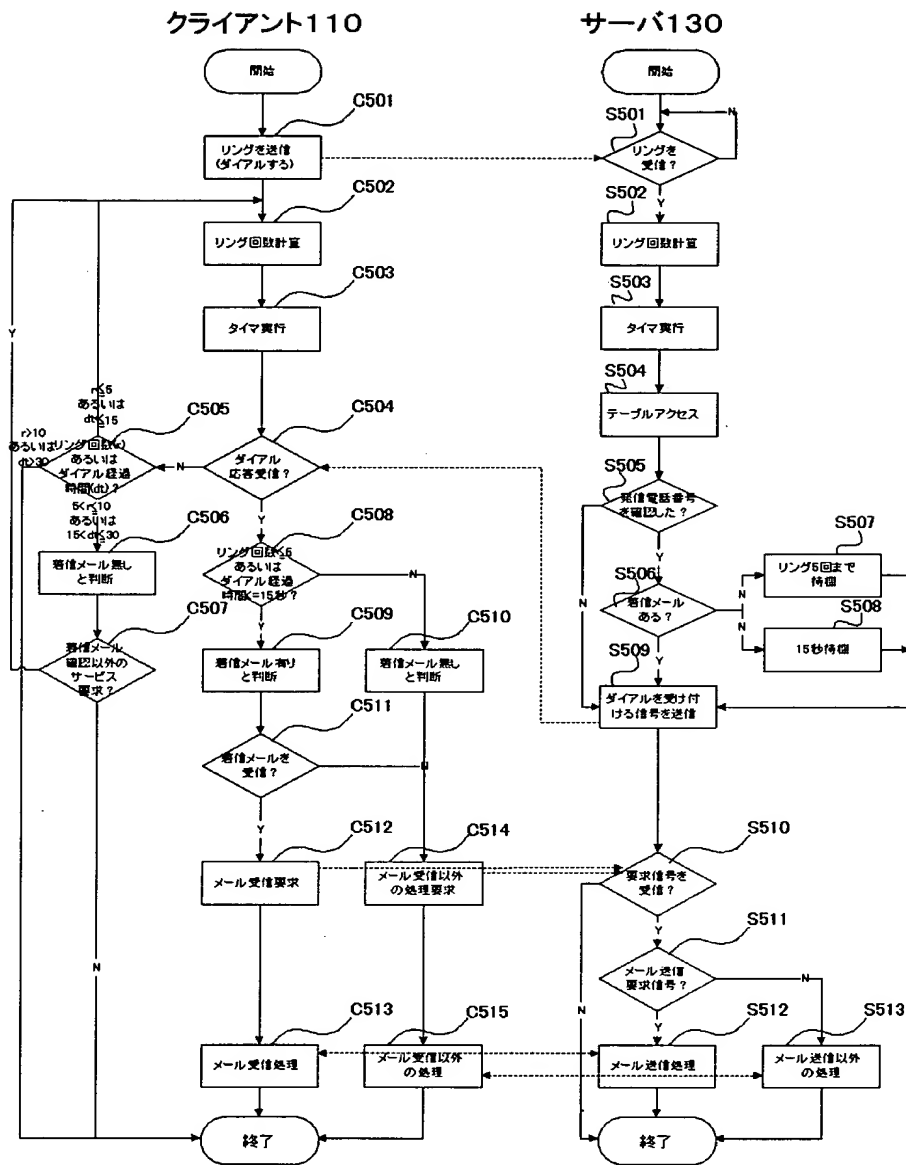 クライアント110
サーバ130
開始
C501
リングを送信
(ダイアルする)
C502
リング回数計算
C503
タイマ実行
Y
r≦5
あるいは
dt≦15
C505
r>10
あるいは
dt>30
リング回数(r)
あるいは
ダイアル経過
時間(dt)?
N
C504
ダイアル
応答受信?
5<r≦10
あるいは
15<dt≦30
C506
着信メール無し
と判断
C507
着信メール
確認以外の
サービス
要求?
Y
C508
リング回数≦5
あるいは
ダイアル経過
時間<=15秒?
N
Y
C509
着信メール有り
と判断
C510
着信メール無し
と判断
C511
着信メールを
受信?
N
Y
C512
メール受信要求
C514
メール受信以外
の処理要求
N
C513
メール受信処理
C515
メール受信以外
の処理
終了
開始
N
S501
リングを
受信?
Y
S502
リング回数計算
S503
タイマ実行
S504
テーブルアクセス
S505
発信電話番号
を確認した?
Y
N
S506
着信メール
ある?
N
N
S507
リング5回まで
待機
S508
15秒待機
Y
S509
ダイアルを受け付
ける信号を送信
S510
要求信号を
受信?
Y
N
S511
メール送信
要求信号?
N
Y
S512
メール送信処理
S513
メール送信以外
の処理
終了